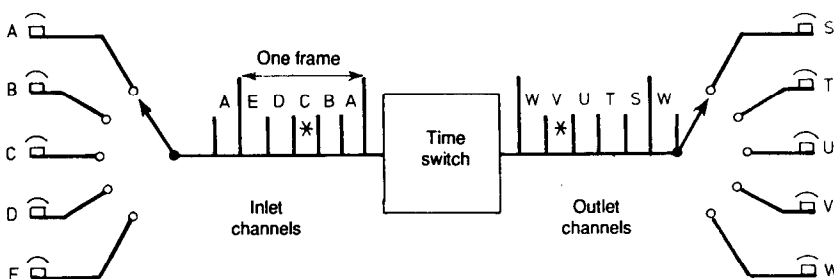 A
B
C
D
E
One frame
A E D C B A
*
Inlet
channels
Time
switch
W V U T S W
*
Outlet
channels
S
T
U
V
W